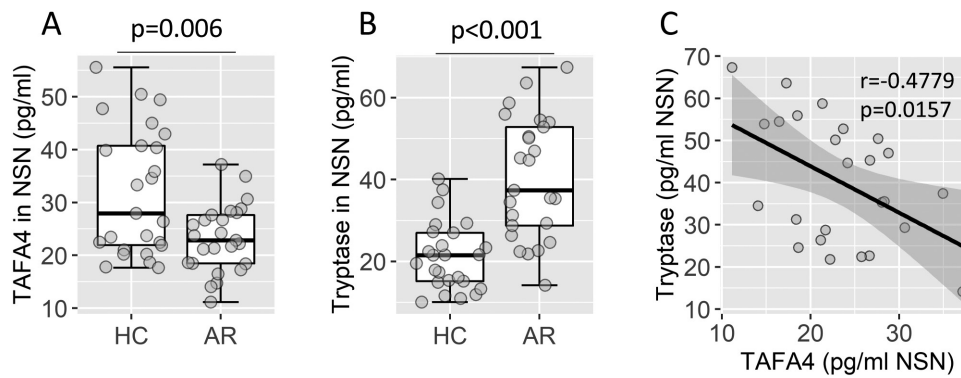 A
p=0.006
TAFA4 in NSN (pg/ml)
50
40
30
20
10
HC
AR
B
p<0.001
Tryptase in NSN (pg/ml)
60
40
20
HC
AR
C
r=-0.4779
p=0.0157
Tryptase (pg/ml NSN)
70
60
50
40
30
20
10
10
20
30
TAFA4 (pg/ml NSN)